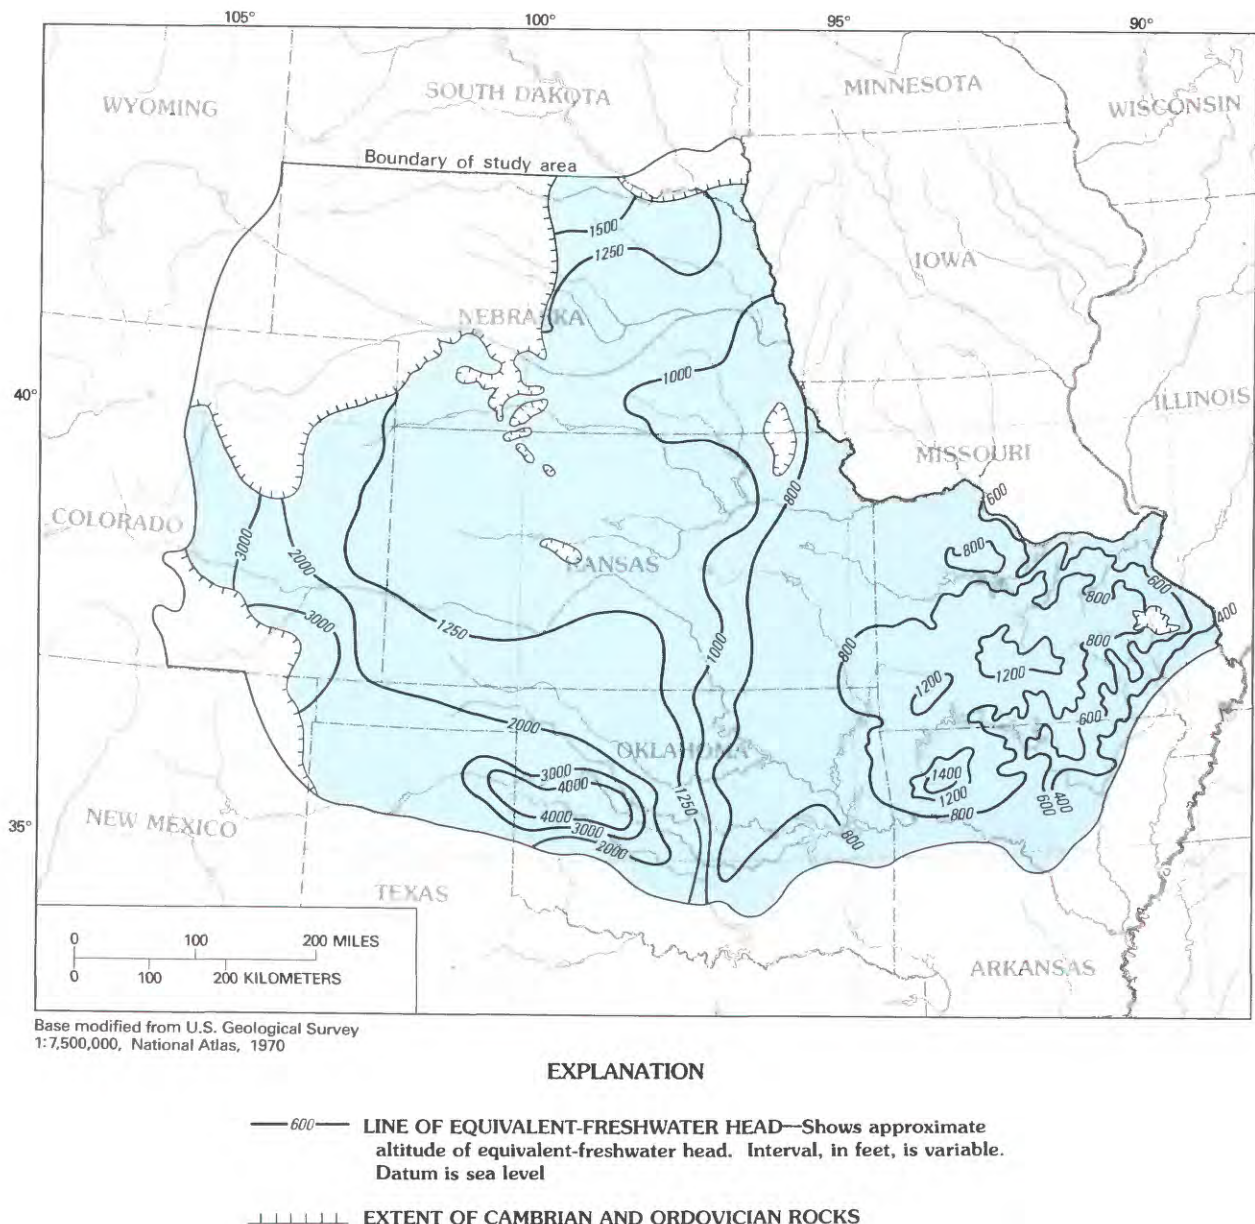 105° 100° 95° 90°
WYOMING
SOUTH DAKOTA
MINNESOTA
WISCONSIN
Boundary of study area
1500
1250
IOWA
NEBRASKA
1000
40°
ILLINOIS
MISSOURI
800
600
COLORADO
3000
2000
800
KANSAS
600
800
3000
1250
400
1000
800
800
1200
1200
2000
600
OKLAHOMA
3000
4000
1400
1200
1250
4000
3000
2000
800
800
600
400
35°
NEW MEXICO
TEXAS
ARKANSAS
0 100 200 MILES
0 100 200 KILOMETERS
Base modified from U.S. Geological Survey
1:7,500,000, National Atlas, 1970
EXPLANATION
600 LINE OF EQUIVALENT-FRESHWATER HEAD—Shows approximate
altitude of equivalent-freshwater head. Interval, in feet, is variable.
Datum is sea level
EXTENT OF CAMBRIAN AND ORDOVICIAN ROCKS